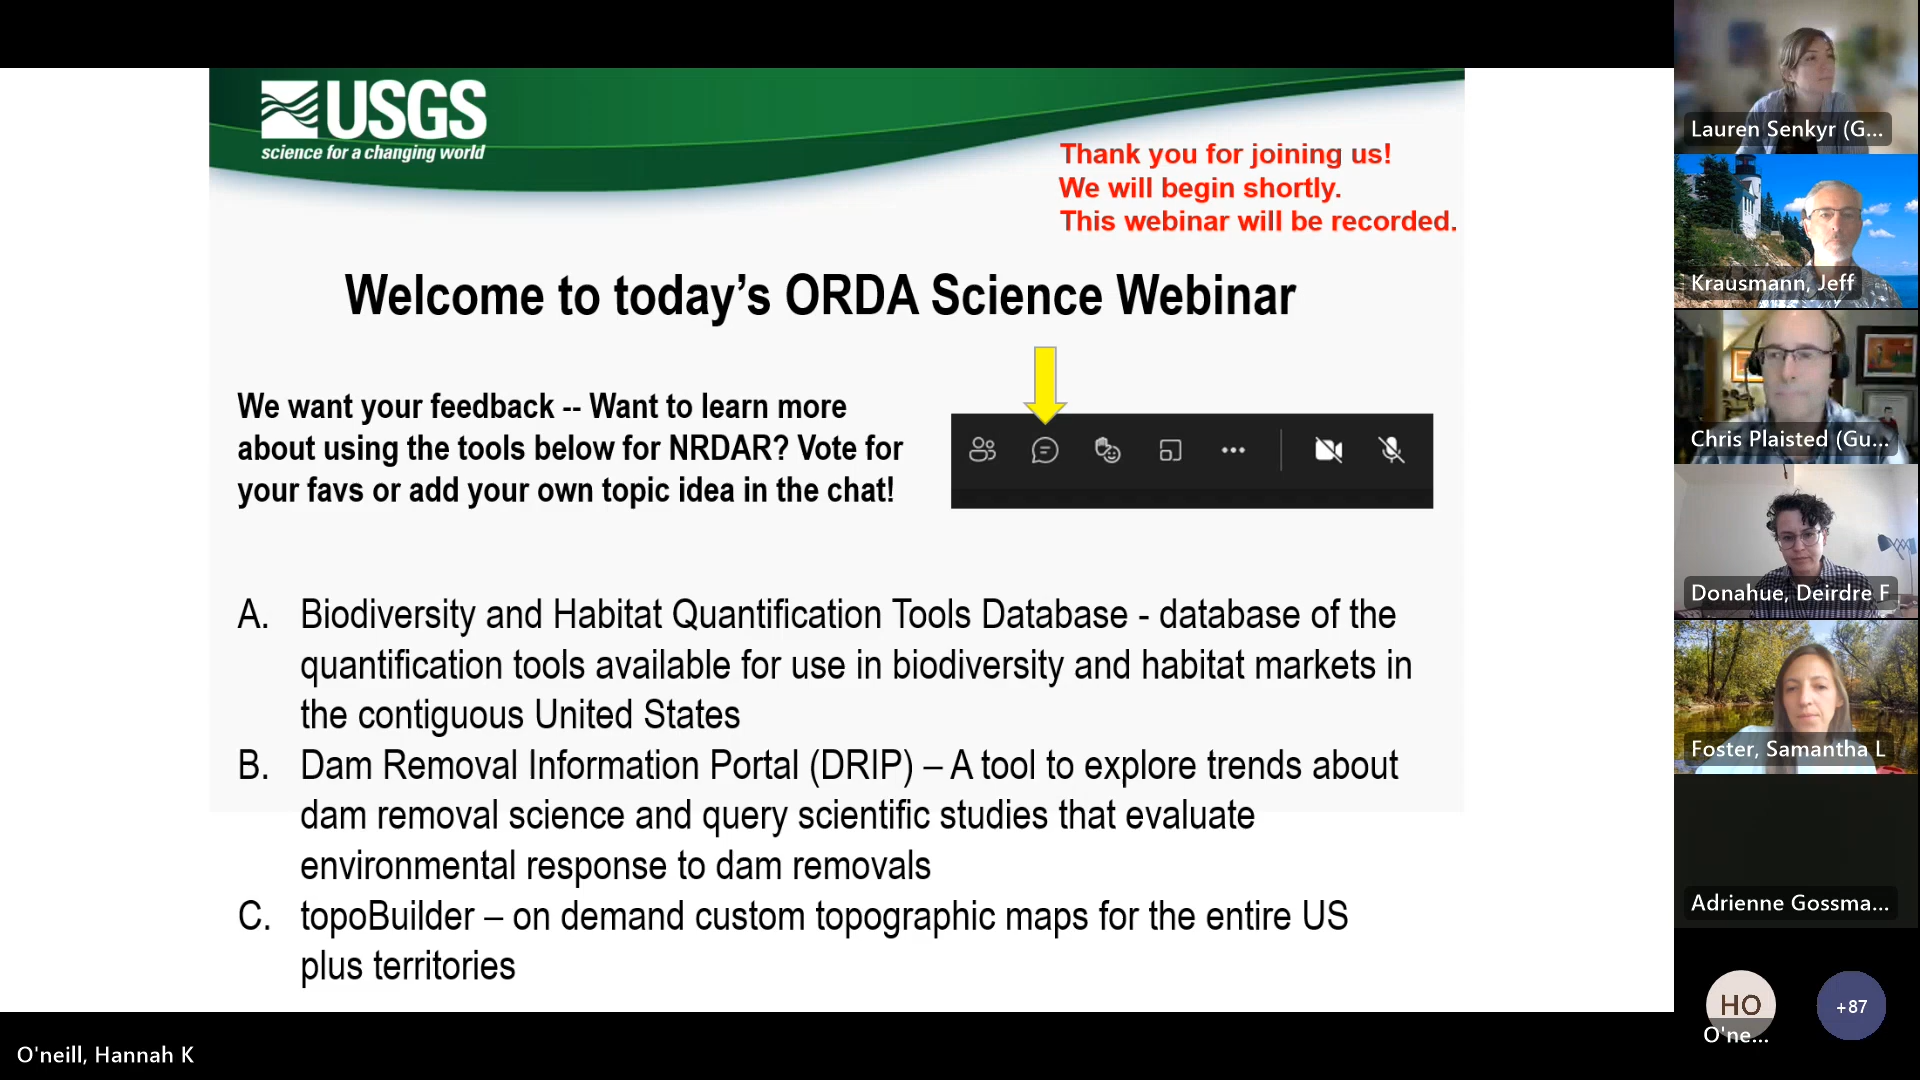 USGS
science for a changing world
Thank you for joining us!
We will begin shortly.
This webinar will be recorded.
Welcome to today's ORDA Science Webinar
We want your feedback -- Want to learn more
about using the tools below for NRDAR? Vote for
your favs or add your own topic idea in the chat!
A. Biodiversity and Habitat Quantification Tools Database - database of the
quantification tools available for use in biodiversity and habitat markets in
the contiguous United States
B. Dam Removal Information Portal (DRIP) – A tool to explore trends about
dam removal science and query scientific studies that evaluate
environmental response to dam removals
C. topoBuilder – on demand custom topographic maps for the entire US
plus territories
Lauren Senkyr (G...
Krausmann, Jeff
Chris Plaisted (Gu...
Donahue, Deirdre F
Foster, Samantha L
Adrienne Gossma...
HO
O'ne...
+87
O'neill, Hannah K